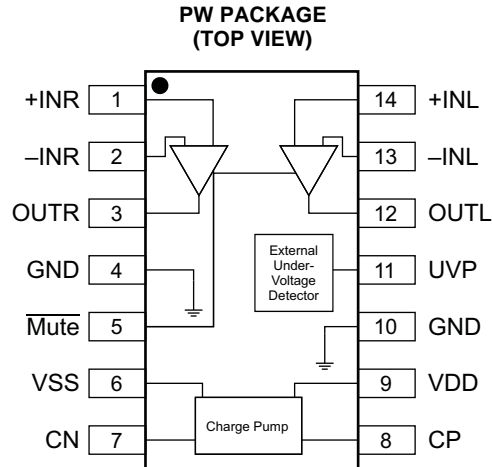 PW PACKAGE
(TOP VIEW)
+INR 1 14 +INL
–INR 2 13 –INL
OUTR 3 12 OUTL
GND 4 11 UVP
External
Under-
Voltage
Detector
Mute 5 10 GND
VSS 6 9 VDD
CN 7 8 CP
Charge Pump